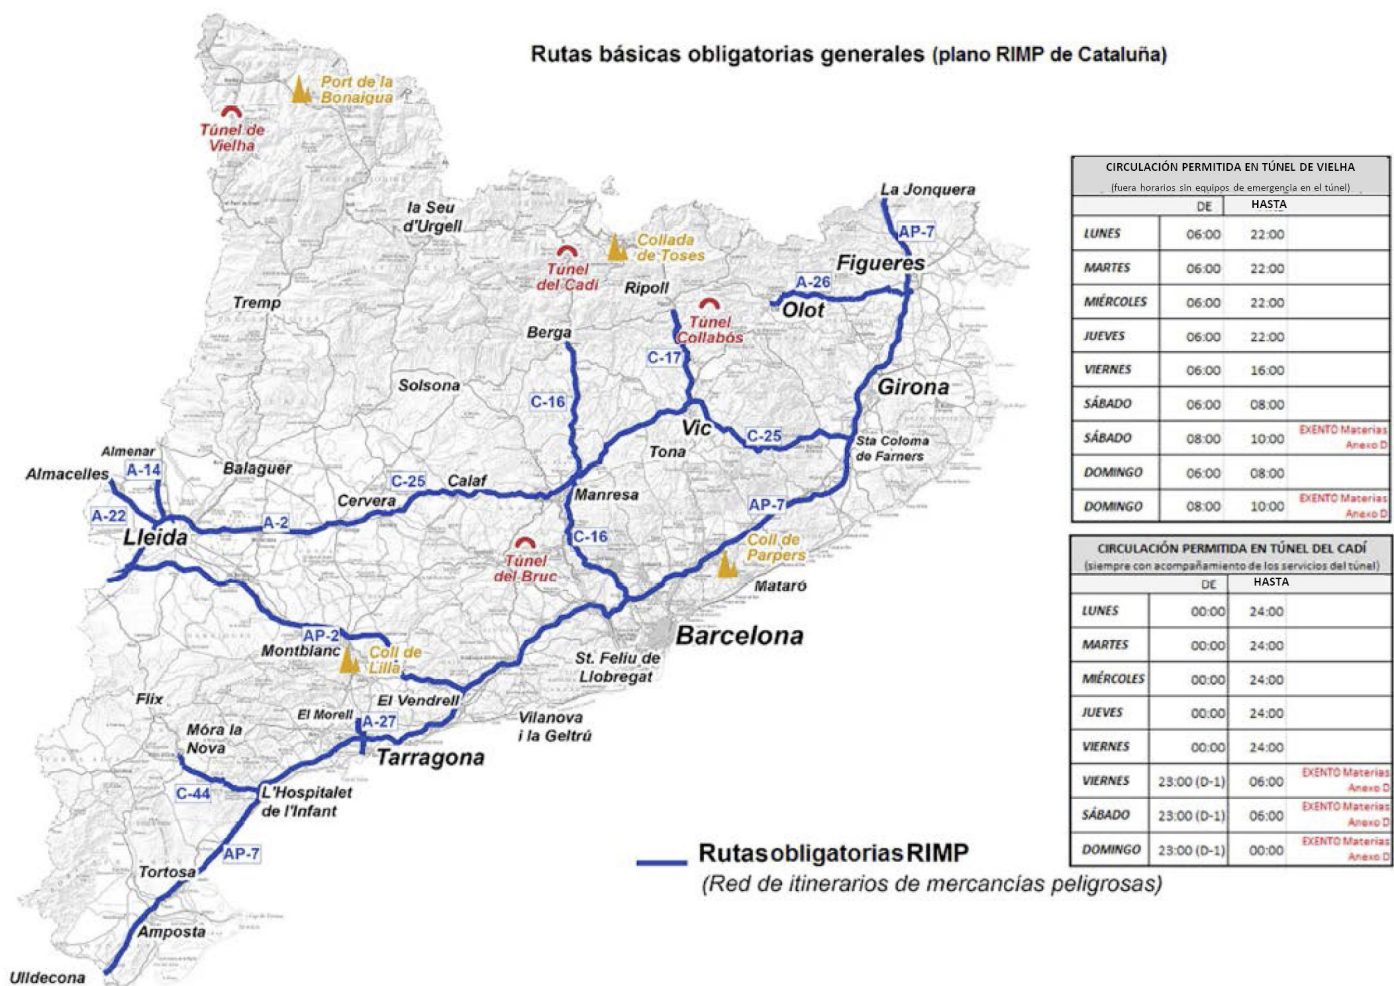 Rutas básicas obligatorias generales (plano RIMP de Cataluña)
Port de la
Bonaigua
Túnel de
Vielha
la Seu
d'Urgell
Túnel
del Cadí
Collada
de Toses
Ripoll
Túnel
Collabós
La Jonquera
AP-7
Figueres
A-26
Olot
Tremp
Berga
C-17
Solsona
C-16
Girona
Vic
C-25
Tona
Sta Coloma
de Farners
Almenar
Almacelles
A-14
Balaguer
C-25
Calaf
Cervera
Manresa
A-22
A-2
AP-7
Lleida
C-16
Túnel
del Bruc
Coll de
Parpers
Mataró
AP-2
Montblanc
Coll de
Lilla
Barcelona
St. Feliu de
Llobregat
Flix
El Vendrell
El Morell
A-27
Vilanova
i la Geltrú
Móra la
Nova
Tarragona
C-44
L'Hospitalet
de l'Infant
AP-7
Tortosa
Amposta
Ulldecona
Rutas obligatorias RIMP
(Red de itinerarios de mercancías peligrosas)
CIRCULACIÓN PERMITIDA EN TÚNEL DE VIELHA
(fuera horarios sin equipos de emergencia en el túnel)
DE HASTA
LUNES 06:00 22:00
MARTES 06:00 22:00
MIÉRCOLES 06:00 22:00
JUEVES 06:00 22:00
VIERNES 06:00 16:00
SÁBADO 06:00 08:00
SÁBADO 08:00 10:00 EXENTO Materias
Anexo D
DOMINGO 06:00 08:00
DOMINGO 08:00 10:00 EXENTO Materias
Anexo D
CIRCULACIÓN PERMITIDA EN TÚNEL DEL CADÍ
(siempre con acompañamiento de los servicios del túnel)
DE HASTA
LUNES 00:00 24:00
MARTES 00:00 24:00
MIÉRCOLES 00:00 24:00
JUEVES 00:00 24:00
VIERNES 00:00 24:00
VIERNES 23:00 (D-1) 06:00 EXENTO Materias
Anexo D
SÁBADO 23:00 (D-1) 06:00 EXENTO Materias
Anexo D
DOMINGO 23:00 (D-1) 00:00 EXENTO Materias
Anexo D